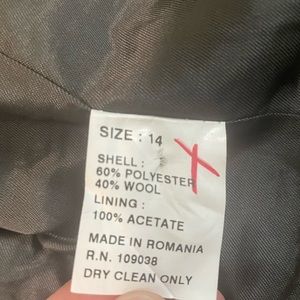 SIZE : 14
SHELL :
60% POLYESTER
40% WOOL
LINING :
100% ACETATE
MADE IN ROMANIA
R.N. 109038
DRY CLEAN ONLY